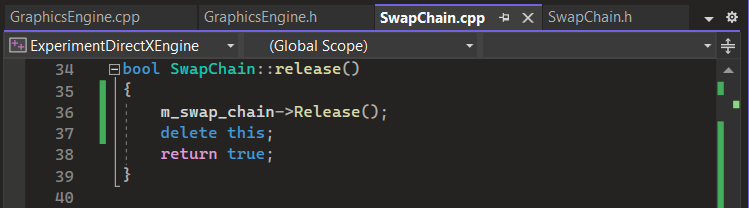 GraphicsEngine.cpp GraphicsEngine.h SwapChain.cpp SwapChain.h
ExperimentDirectXEngine (Global Scope)
34 bool SwapChain::release()
35 {
36 m_swap_chain->Release();
37 delete this;
38 return true;
39 }
40